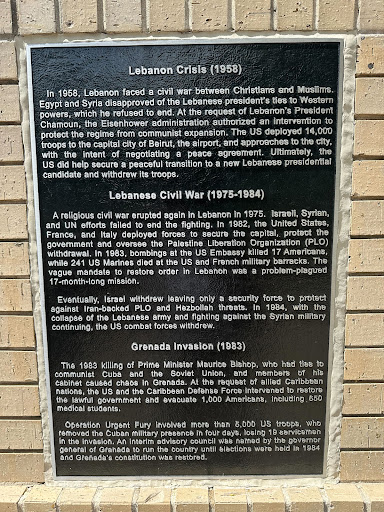 Lebanon Crisis (1958)
In 1958, Lebanon faced a civil war between Christians and Muslims.
Egypt and Syria disapproved of the Lebanese president's ties to Western
powers, which he refused to end. At the request of Lebanon's President
Chamoun, the Eisenhower administration authorized an intervention to
protect the regime from communist expansion. The US deployed 14,000
troops to the capital city of Beirut, the airport, and approaches to the city,
with the intent of negotiating a peace agreement. Ultimately, the
US did help secure a peaceful transition to a new Lebanese presidential
candidate and withdrew its troops.
Lebanese Civil War (1975-1984)
A religious civil war erupted again in Lebanon in 1975. Israeli, Syrian,
and UN efforts failed to end the fighting. In 1982, the United States,
France, and Italy deployed forces to secure the capital, protect the
government and oversee the Palestine Liberation Organization (PLO)
withdrawal. In 1983, bombings at the US Embassy killed 17 Americans,
while 241 US Marines died at the US and French military barracks. The
vague mandate to restore order in Lebanon was a problem-plagued
17-month-long mission.
Eventually, Israel withdrew leaving only a security force to protect
against Iran-backed PLO and Hezbollah threats. In 1984, with the
collapse of the Lebanese army and fighting against the Syrian military
continuing, the US combat forces withdrew.
Grenada Invasion (1983)
The 1983 killing of Prime Minister Maurice Bishop, who had ties to
communist Cuba and the Soviet Union, and members of his
cabinet caused chaos in Grenada. At the request of allied Caribbean
nations, the US and the Caribbean Defense Force intervened to restore
the lawful government and evacuate 1,000 Americans, including 650
medical students.
Operation Urgent Fury involved more than 6,000 US troops, who
removed the Cuban military presence in four days, losing 19 servicemen
in the invasion. An interim advisory council was named by the governor
general of Granada to run the country until elections were held in 1984
and Grenada's constitution was restored.